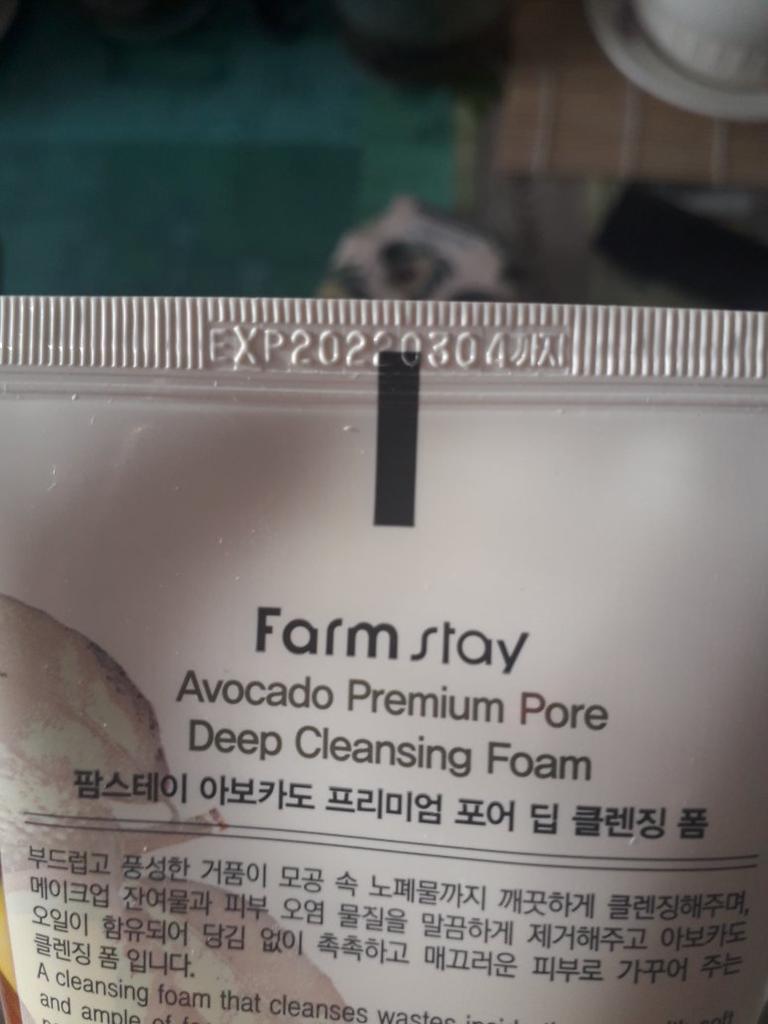 EXP20220304까지
Farm stay
Avocado Premium Pore
Deep Cleansing Foam
팜스테이 아보카도 프리미엄 포어 딥 클렌징 폼
부드럽고 풍성한 거품이 모공 속 노폐물까지 깨끗하게 클렌징해주며,
메이크업 잔여물과 피부 오염 물질을 말끔하게 제거해주고 아보카도
오일이 함유되어 당김 없이 촉촉하고 매끄러운 피부로 가꾸어 주는
클렌징 폼 입니다.
A cleansing foam that cleanses wastes
and ample of